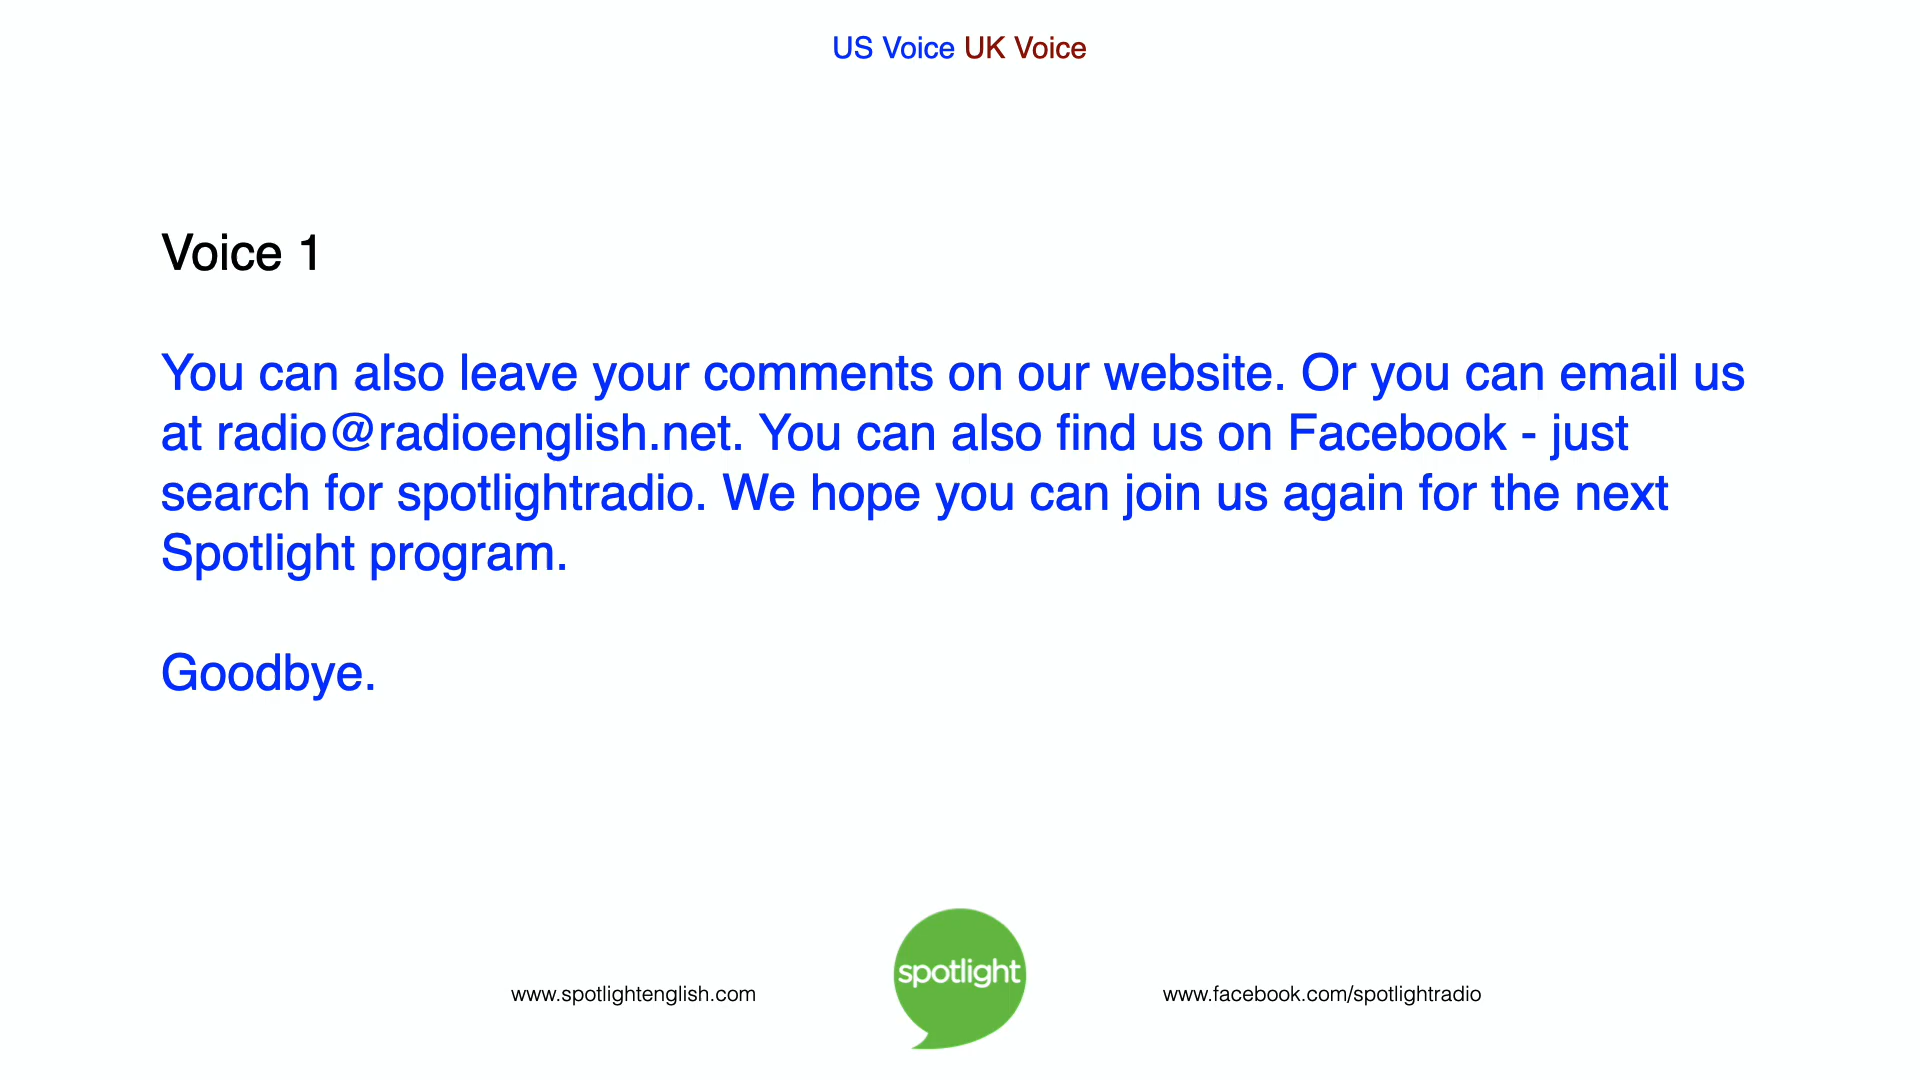 US Voice UK Voice
Voice 1
You can also leave your comments on our website. Or you can email us
at radio@radioenglish.net. You can also find us on Facebook - just
search for spotlightradio. We hope you can join us again for the next
Spotlight program.
Goodbye.
spotlight
www.spotlightenglish.com
www.facebook.com/spotlightradio